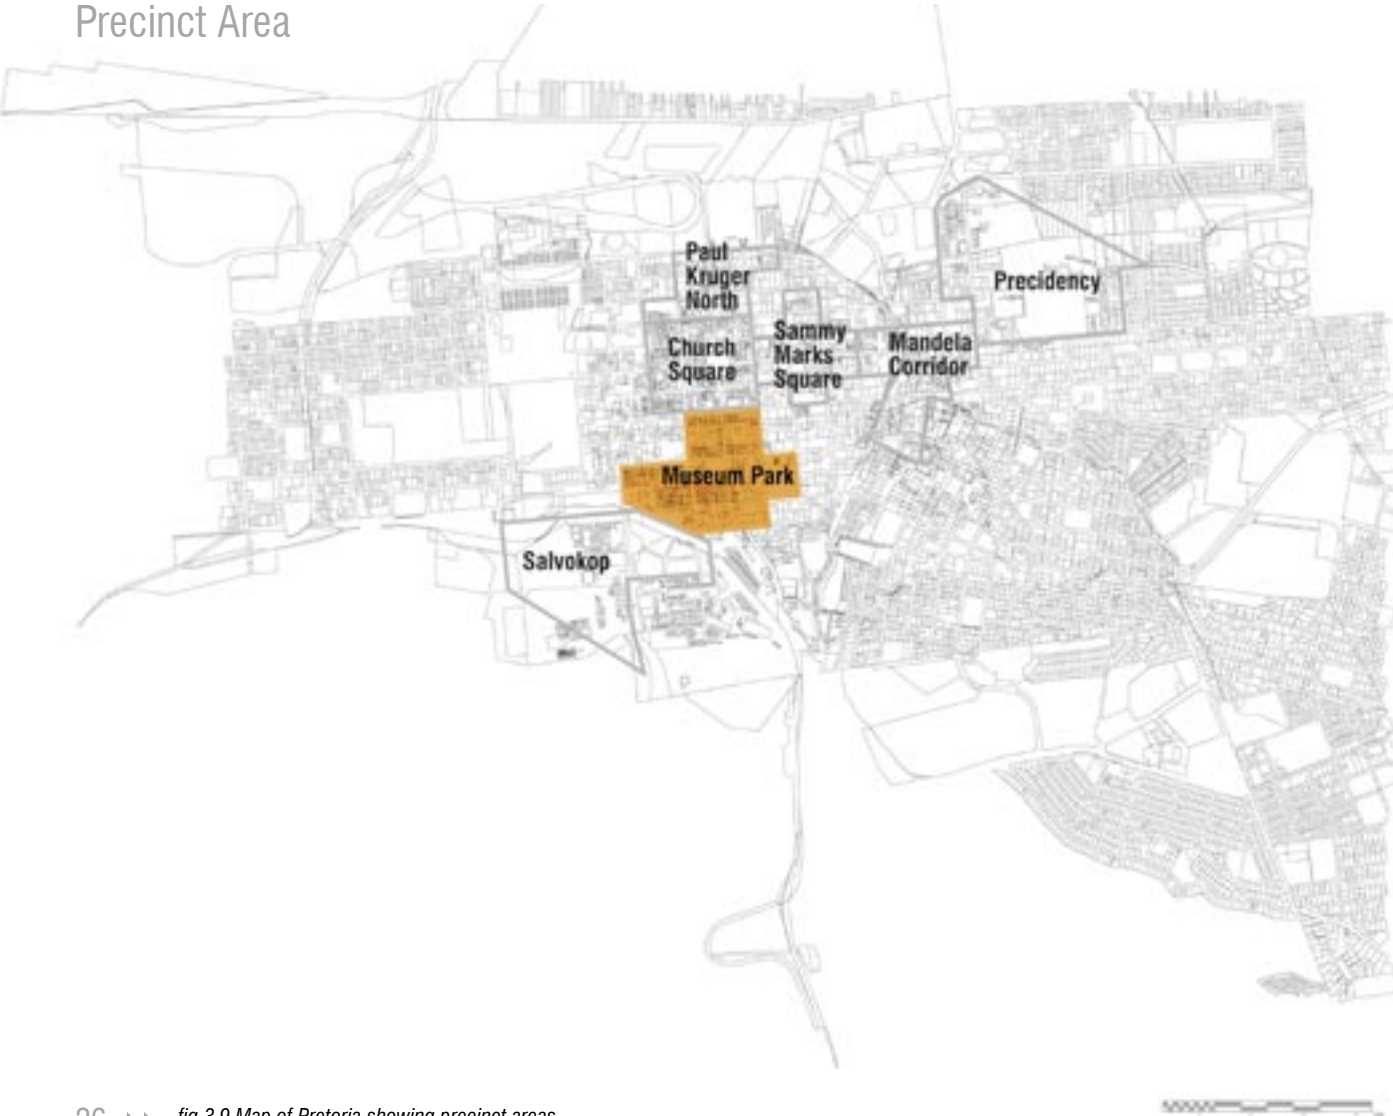 Precinct Area
Paul
Kruger
North
Precidency
Church
Square
Sammy
Marks
Square
Mandela
Corridor
Museum Park
Salvokop
26 fig 3.9 Map of Pretoria showing precinct areas